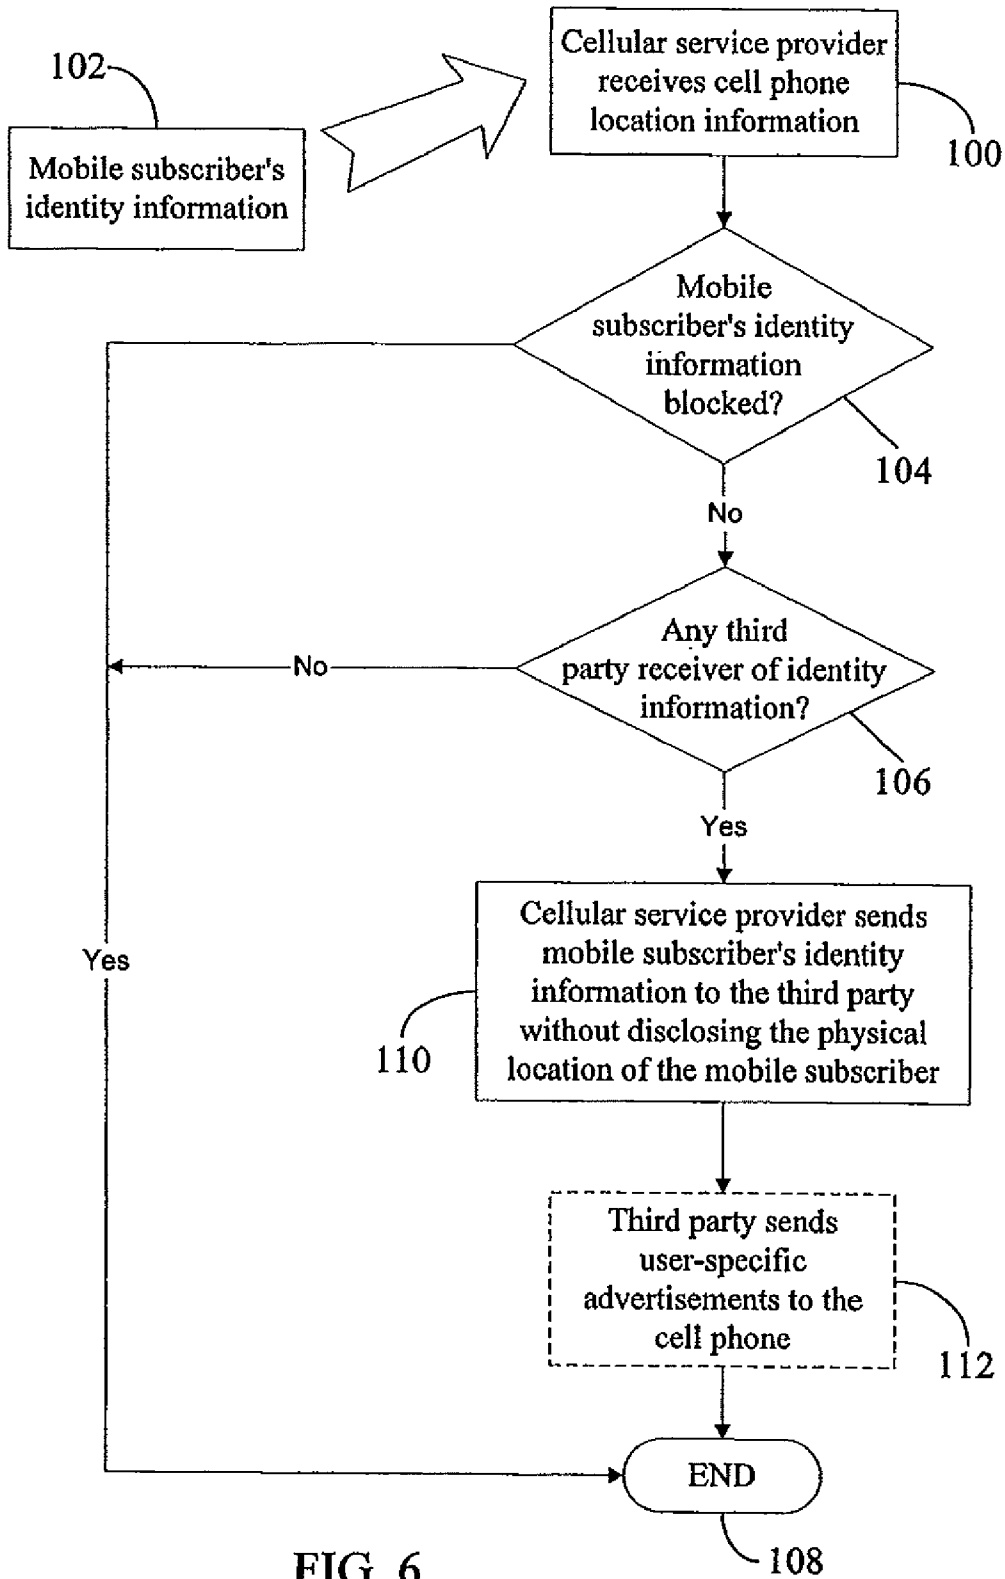 102
Mobile subscriber's
identity information
Cellular service provider
receives cell phone
location information
100
Mobile
subscriber's identity
information
blocked?
104
No
Any third
party receiver of identity
information?
106
No
Yes
Yes
Cellular service provider sends
mobile subscriber's identity
information to the third party
without disclosing the physical
location of the mobile subscriber
110
Third party sends
user-specific
advertisements to the
cell phone
112
END
108
FIG. 6